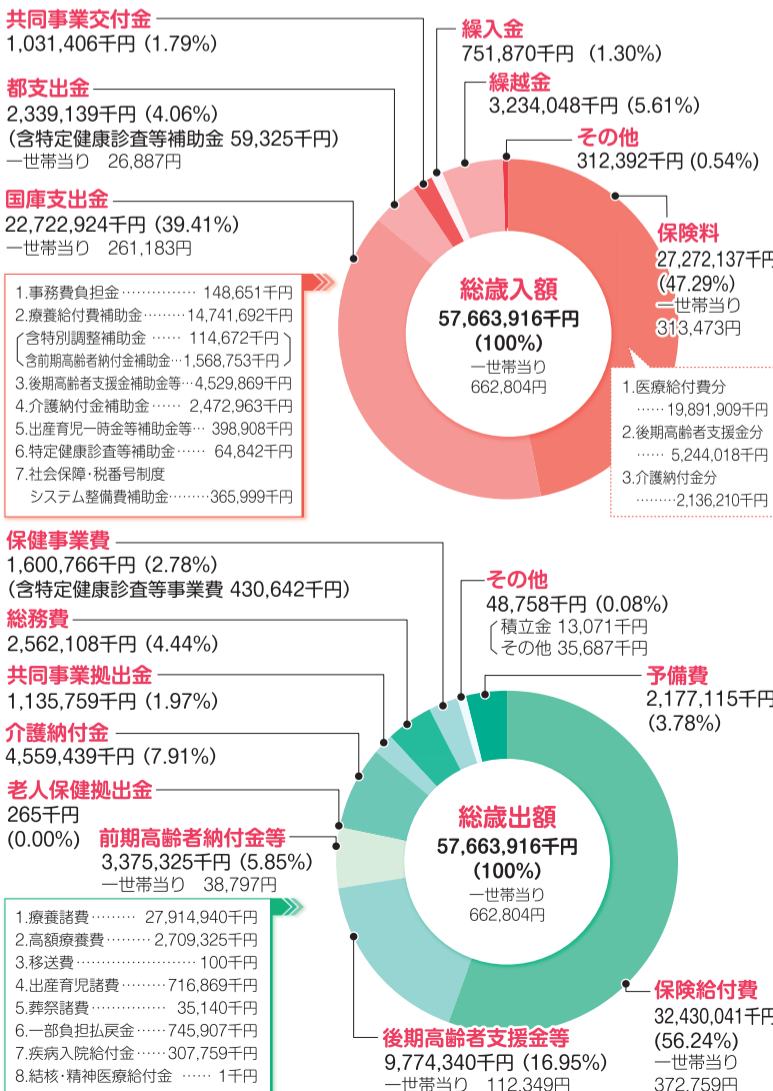 共同事業交付金
1,031,406千円 (1.79%)
都支出金
2,339,139千円 (4.06%)
(含特定健康診査等補助金 59,325千円)
一世帯当り 26,887円
国庫支出金
22,722,924千円 (39.41%)
一世帯当り 261,183円
繰入金
751,870千円 (1.30%)
繰越金
3,234,048千円 (5.61%)
その他
312,392千円 (0.54%)
保険料
27,272,137千円
(47.29%)
一世帯当り
313,473円
総歳入額
57,663,916千円
(100%)
一世帯当り
662,804円
1.事務費負担金…………… 148,651千円
2.療養給付費補助金………14,741,692千円
含特別調整補助金 …… 114,672千円
含前期高齢者納付金補助金…1,568,753千円
3.後期高齢者支援金補助金等…4,529,869千円
4.介護納付金補助金…… 2,472,963千円
5.出産育児一時金等補助金等… 398,908千円
6.特定健康診査等補助金…… 64,842千円
7.社会保障・税番号制度
システム整備費補助金………365,999千円
1.医療給付費分
…… 19,891,909千円
2.後期高齢者支援金分
…… 5,244,018千円
3.介護納付金分
………2,136,210千円
保健事業費
1,600,766千円 (2.78%)
(含特定健康診査等事業費 430,642千円)
総務費
2,562,108千円 (4.44%)
共同事業拠出金
1,135,759千円 (1.97%)
介護納付金
4,559,439千円 (7.91%)
老人保健拠出金
265千円
(0.00%)
前期高齢者納付金等
3,375,325千円 (5.85%)
一世帯当り 38,797円
その他
48,758千円 (0.08%)
積立金 13,071千円
その他 35,687千円
予備費
2,177,115千円
(3.78%)
総歳出額
57,663,916千円
(100%)
一世帯当り
662,804円
1.療養諸費……… 27,914,940千円
2.高額療養費……… 2,709,325千円
3.移送費…………………… 100千円
4.出産育児諸費………716,869千円
5.葬祭諸費………… 35,140千円
6.一部負担払戻金……745,907千円
7.疾病入院給付金……307,759千円
8.結核・精神医療給付金 …… 1千円
後期高齢者支援金等
9,774,340千円 (16.95%)
一世帯当り 112,349円
保険給付費
32,430,041千円
(56.24%)
一世帯当り
372,759円